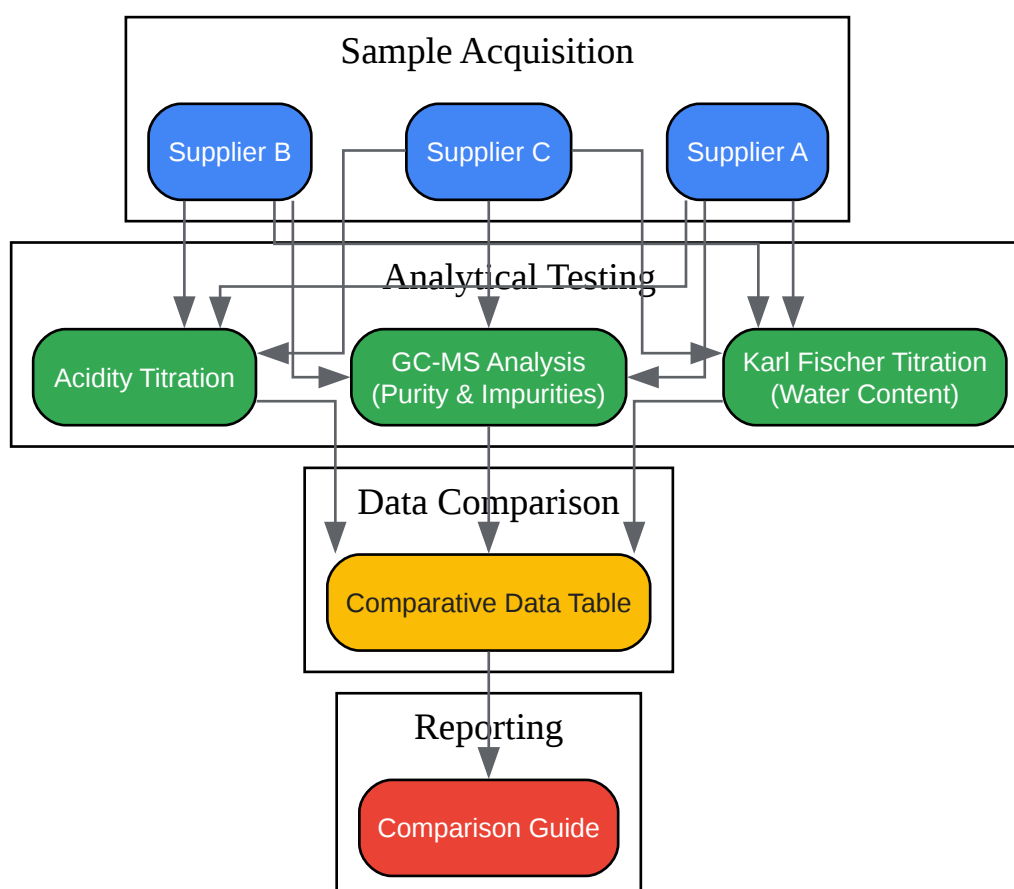 Sample Acquisition
Supplier B
Supplier C
Supplier A
Analytical Testing
Acidity Titration
GC-MS Analysis
(Purity & Impurities)
Karl Fischer Titration
(Water Content)
Data Comparison
Comparative Data Table
Reporting
Comparison Guide